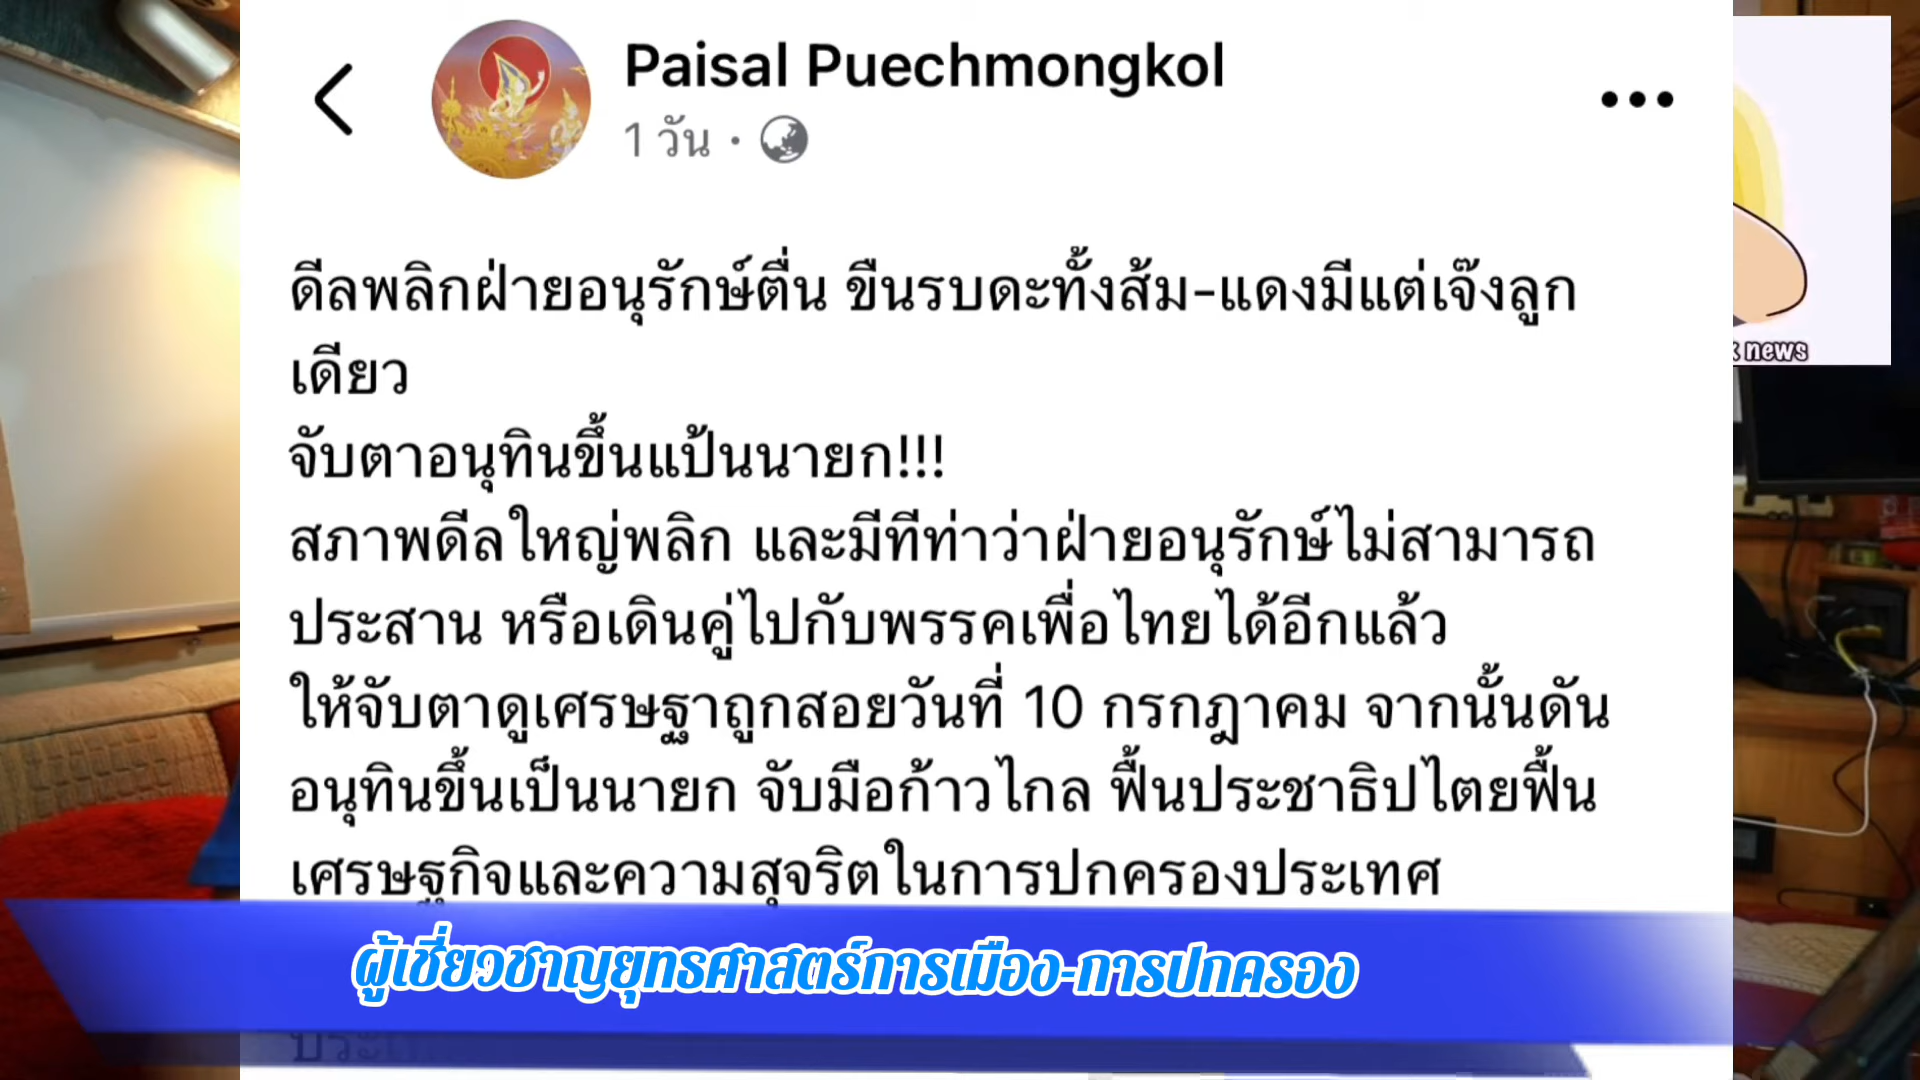 Paisal Puechmongkol
1 วัน ·
ดีลพลิกฝ่ายอนุรักษ์ตื่น ขืนรบดะทั้งส้ม-แดงมีแต่เจ๊งลูก
เดียว
จับตาอนุทินขึ้นแป้นนายก!!!
สภาพดีลใหญ่พลิก และมีทีท่าว่าฝ่ายอนุรักษ์ไม่สามารถ
ประสาน หรือเดินคู่ไปกับพรรคเพื่อไทยได้อีกแล้ว
ให้จับตาดูเศรษฐาถูกสอยวันที่ 10 กรกฎาคม จากนั้นดัน
อนุทินขึ้นเป็นนายก จับมือก้าวไกล ฟื้นประชาธิปไตยฟื้น
เศรษฐกิจและความสุจริตในการปกครองประเทศ
news
ผู้เชี่ยวชาญยุทธศาสตร์การเมือง-การปกครอง